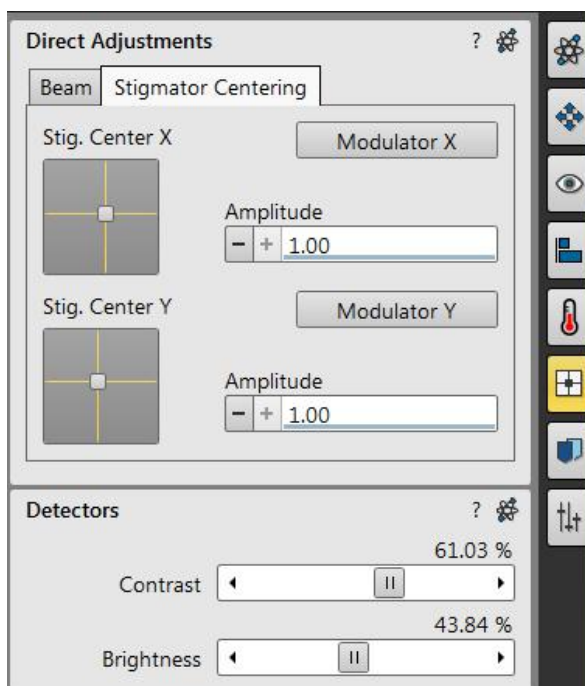 Direct Adjustments ?
Beam Stigmator Centering
Stig. Center X Modulator X
Amplitude
− + 1.00
Stig. Center Y Modulator Y
Amplitude
− + 1.00
Detectors ?
61.03 %
Contrast
43.84 %
Brightness